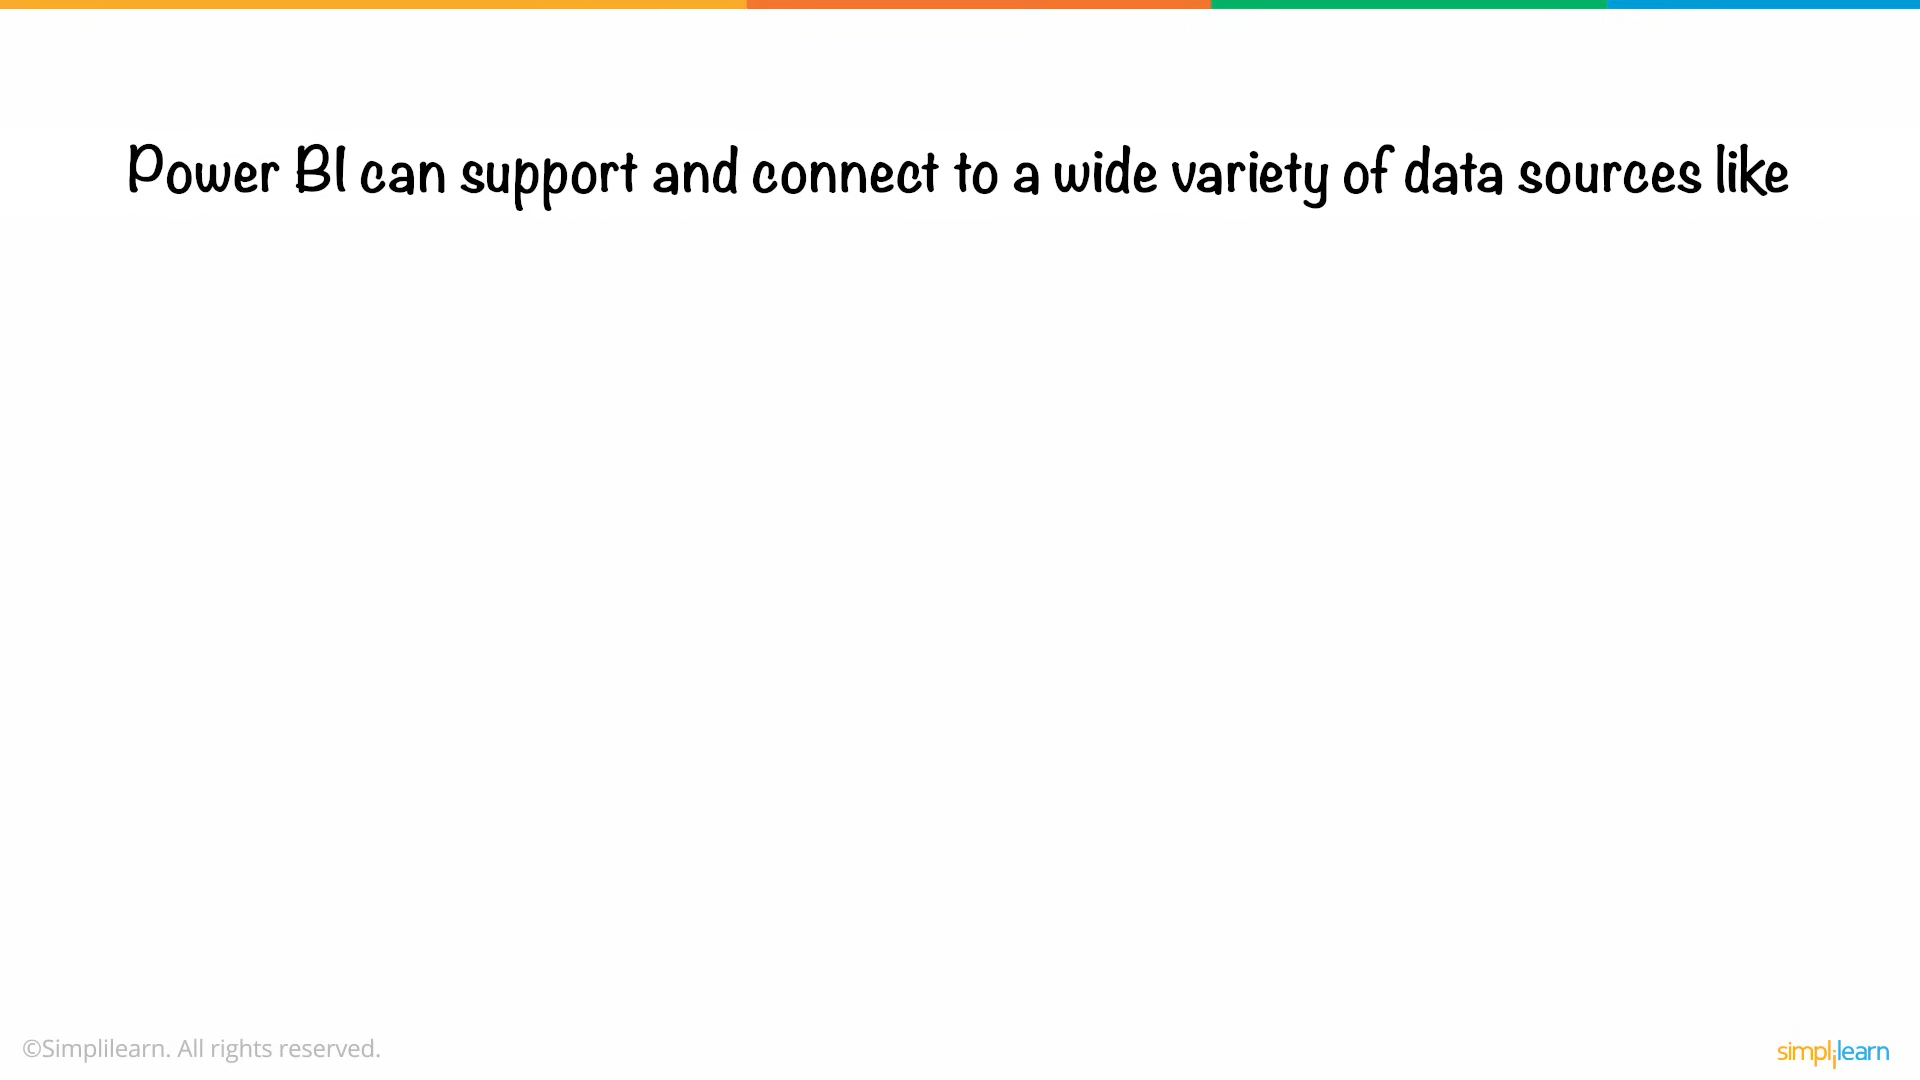 Power BI can support and connect to a wide variety of data sources like
©Simplilearn. All rights reserved.
simplilearn